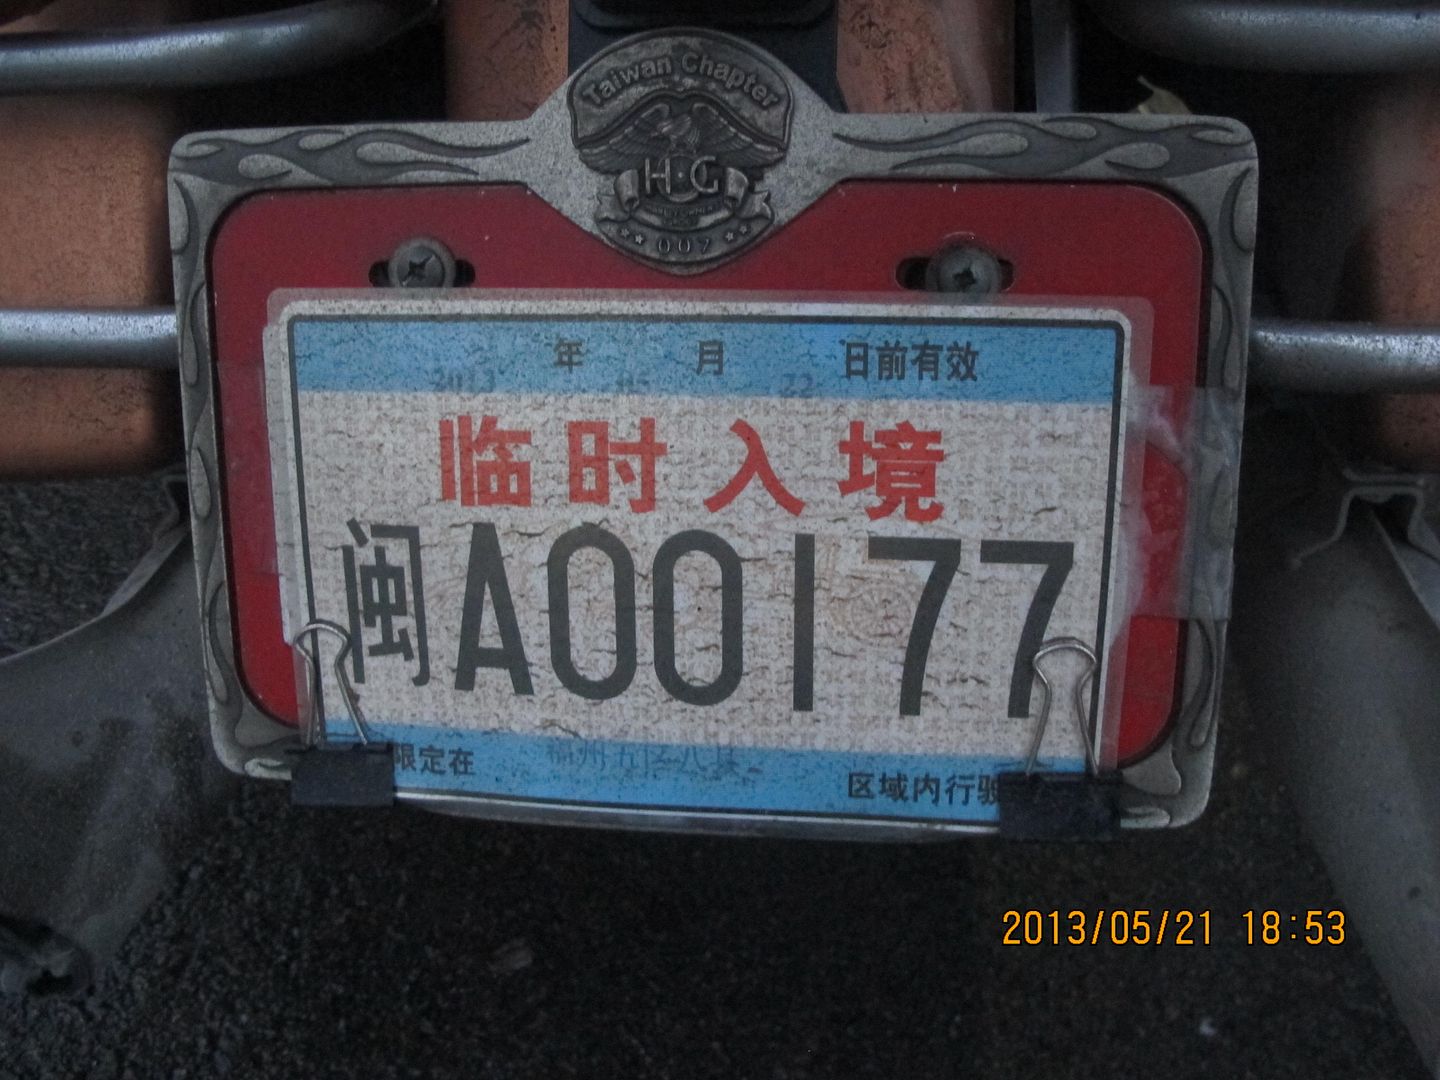 Taiwan Chapter
H·G
007
年 月 日前有效
2013 05 22
临时入境
闽A00177
限定在 福州五区八县 区域内行驶
2013/05/21 18:53